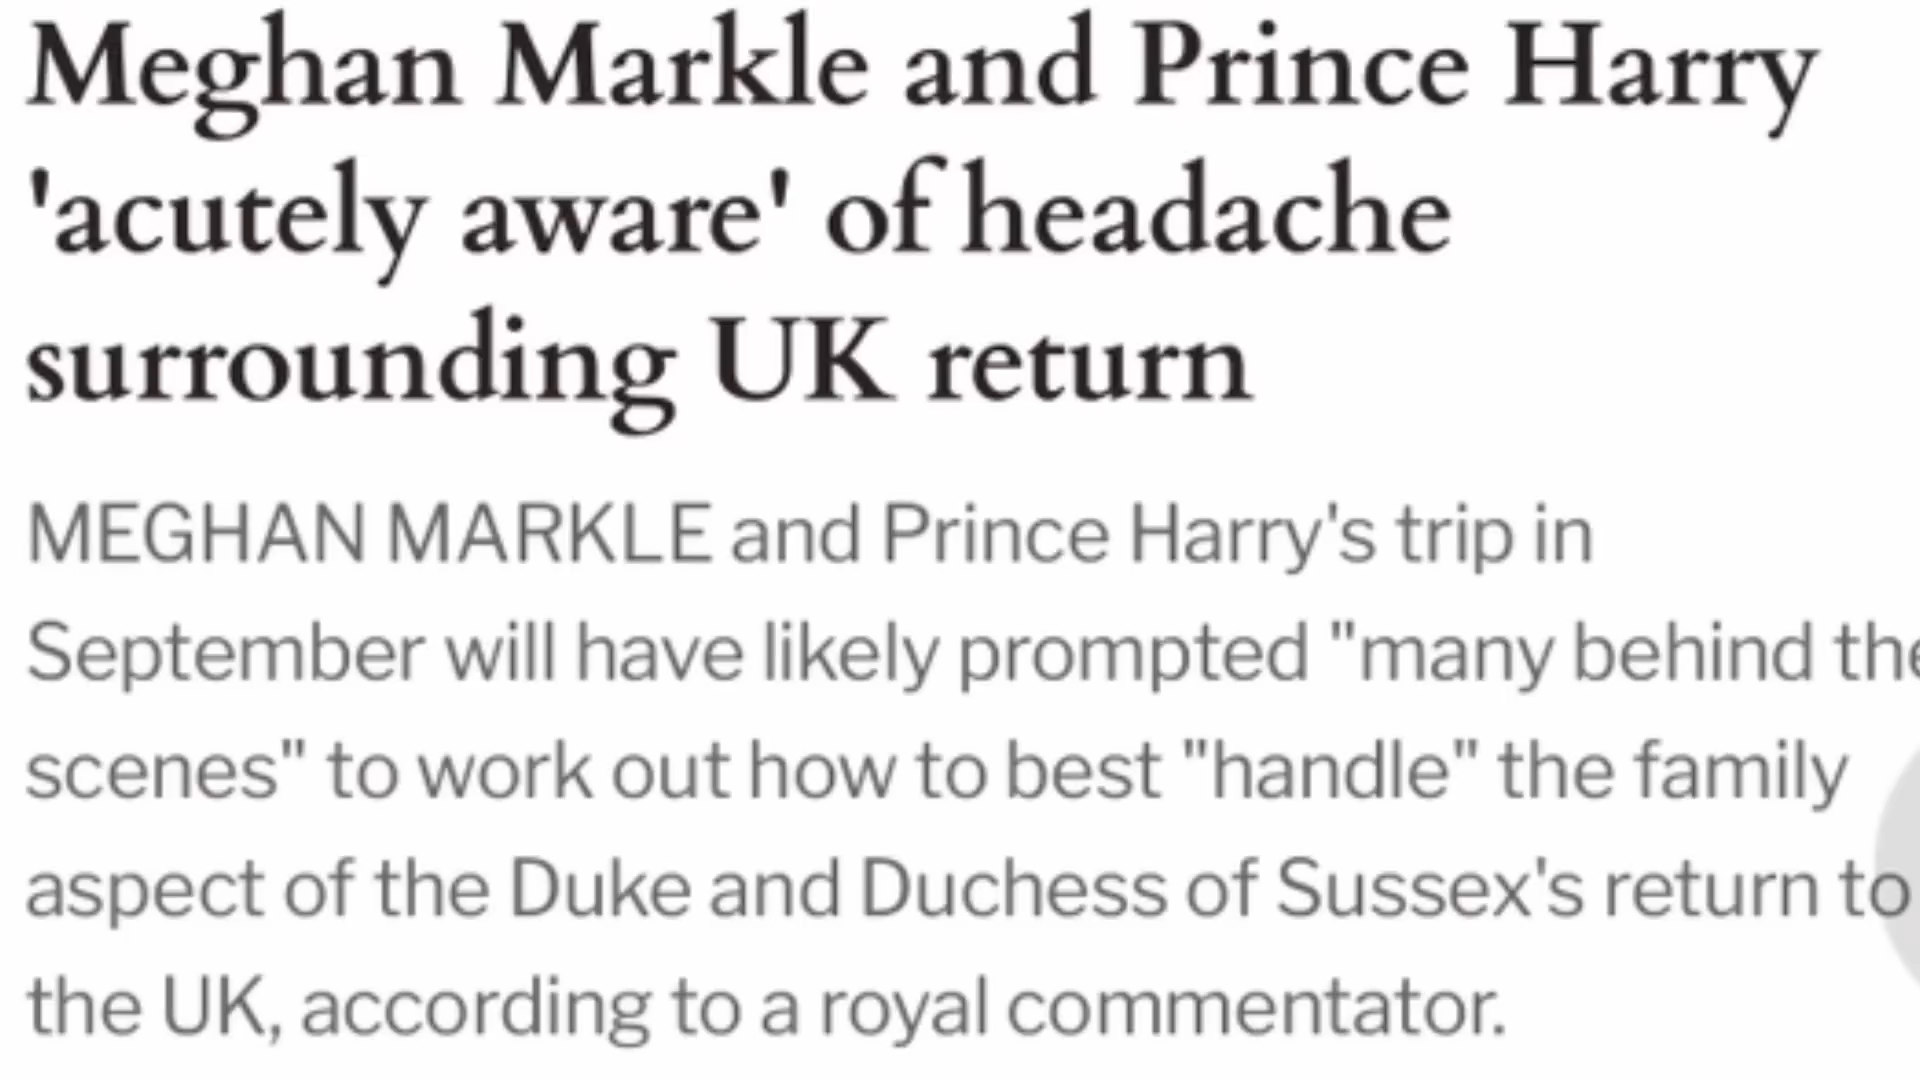 Meghan Markle and Prince Harry
'acutely aware' of headache
surrounding UK return
MEGHAN MARKLE and Prince Harry's trip in
September will have likely prompted "many behind the
scenes" to work out how to best "handle" the family
aspect of the Duke and Duchess of Sussex's return to
the UK, according to a royal commentator.